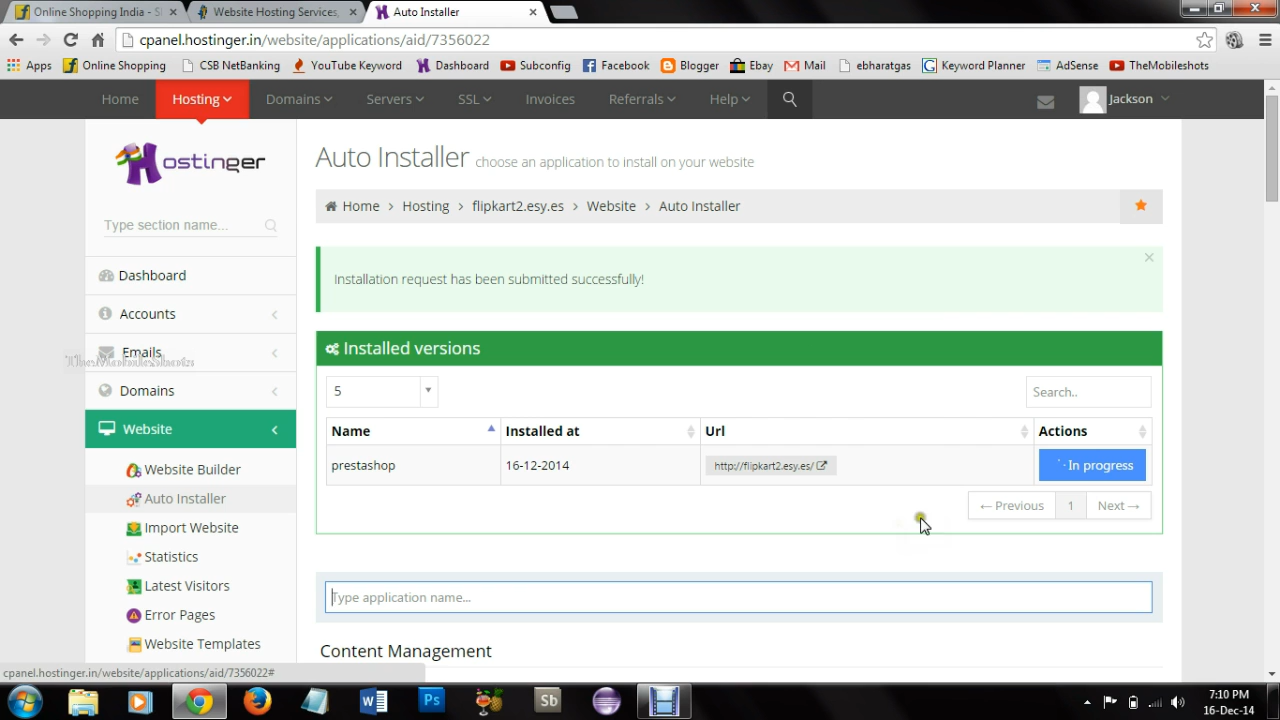 Online Shopping India - S
Website Hosting Services,
Auto Installer
cpanel.hostinger.in/website/applications/aid/7356022
Apps
Online Shopping
CSB NetBanking
YouTube Keyword
Dashboard
Subconfig
Facebook
Blogger
Ebay
Mail
ebharatgas
Keyword Planner
AdSense
TheMobileshots
Home
Hosting
Domains
Servers
SSL
Invoices
Referrals
Help
Jackson
Hostinger
Type section name...
Dashboard
Accounts
Emails
TheMobileShots
Domains
Website
Website Builder
Auto Installer
Import Website
Statistics
Latest Visitors
Error Pages
Website Templates
Auto Installer choose an application to install on your website
Home > Hosting > flipkart2.esy.es > Website > Auto Installer
Installation request has been submitted successfully!
×
Installed versions
5
Search..
Name Installed at Url Actions
prestashop 16-12-2014 http://flipkart2.esy.es/ In progress
← Previous 1 Next →
Type application name...
Content Management
cpanel.hostinger.in/website/applications/aid/7356022#
W
Ps
Sb
7:10 PM
16-Dec-14